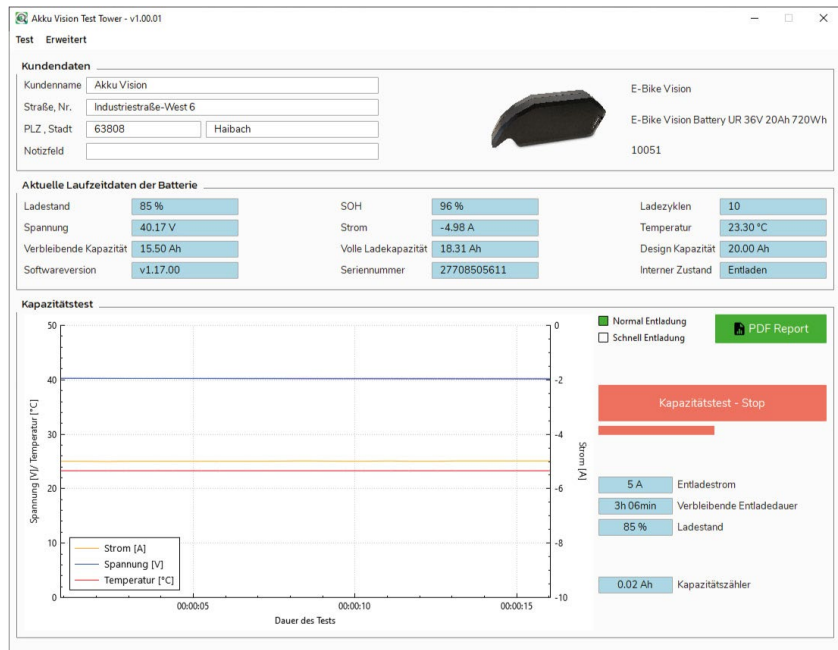 Akku Vision Test Tower - v1.00.01
Test Erweitert
Kundendaten
Kundenname Akku Vision
Straße, Nr. Industriestraße-West 6
PLZ , Stadt 63808 Haibach
Notizfeld
E-Bike Vision
E-Bike Vision Battery UR 36V 20Ah 720Wh
10051
Aktuelle Laufzeitdaten der Batterie
Ladestand 85 % SOH 96 % Ladezyklen 10
Spannung 40.17 V Strom -4.98 A Temperatur 23.30 °C
Verbleibende Kapazität 15.50 Ah Volle Ladekapazität 18.31 Ah Design Kapazität 20.00 Ah
Softwareversion v1.17.00 Seriennummer 27708505611 Interner Zustand Entladen
Kapazitätstest
Spannung [V]/ Temperatur [°C]
50
40
30
20
10
0
0
-2
-4
-6
-8
-10
Strom [A]
Strom [A]
Spannung [V]
Temperatur [°C]
00:00:05 00:00:10 00:00:15
Dauer des Tests
Normal Entladung
Schnell Entladung
PDF Report
Kapazitätstest - Stop
5 A Entladestrom
3h 06min Verbleibende Entladedauer
85 % Ladestand
0.02 Ah Kapazitätszähler